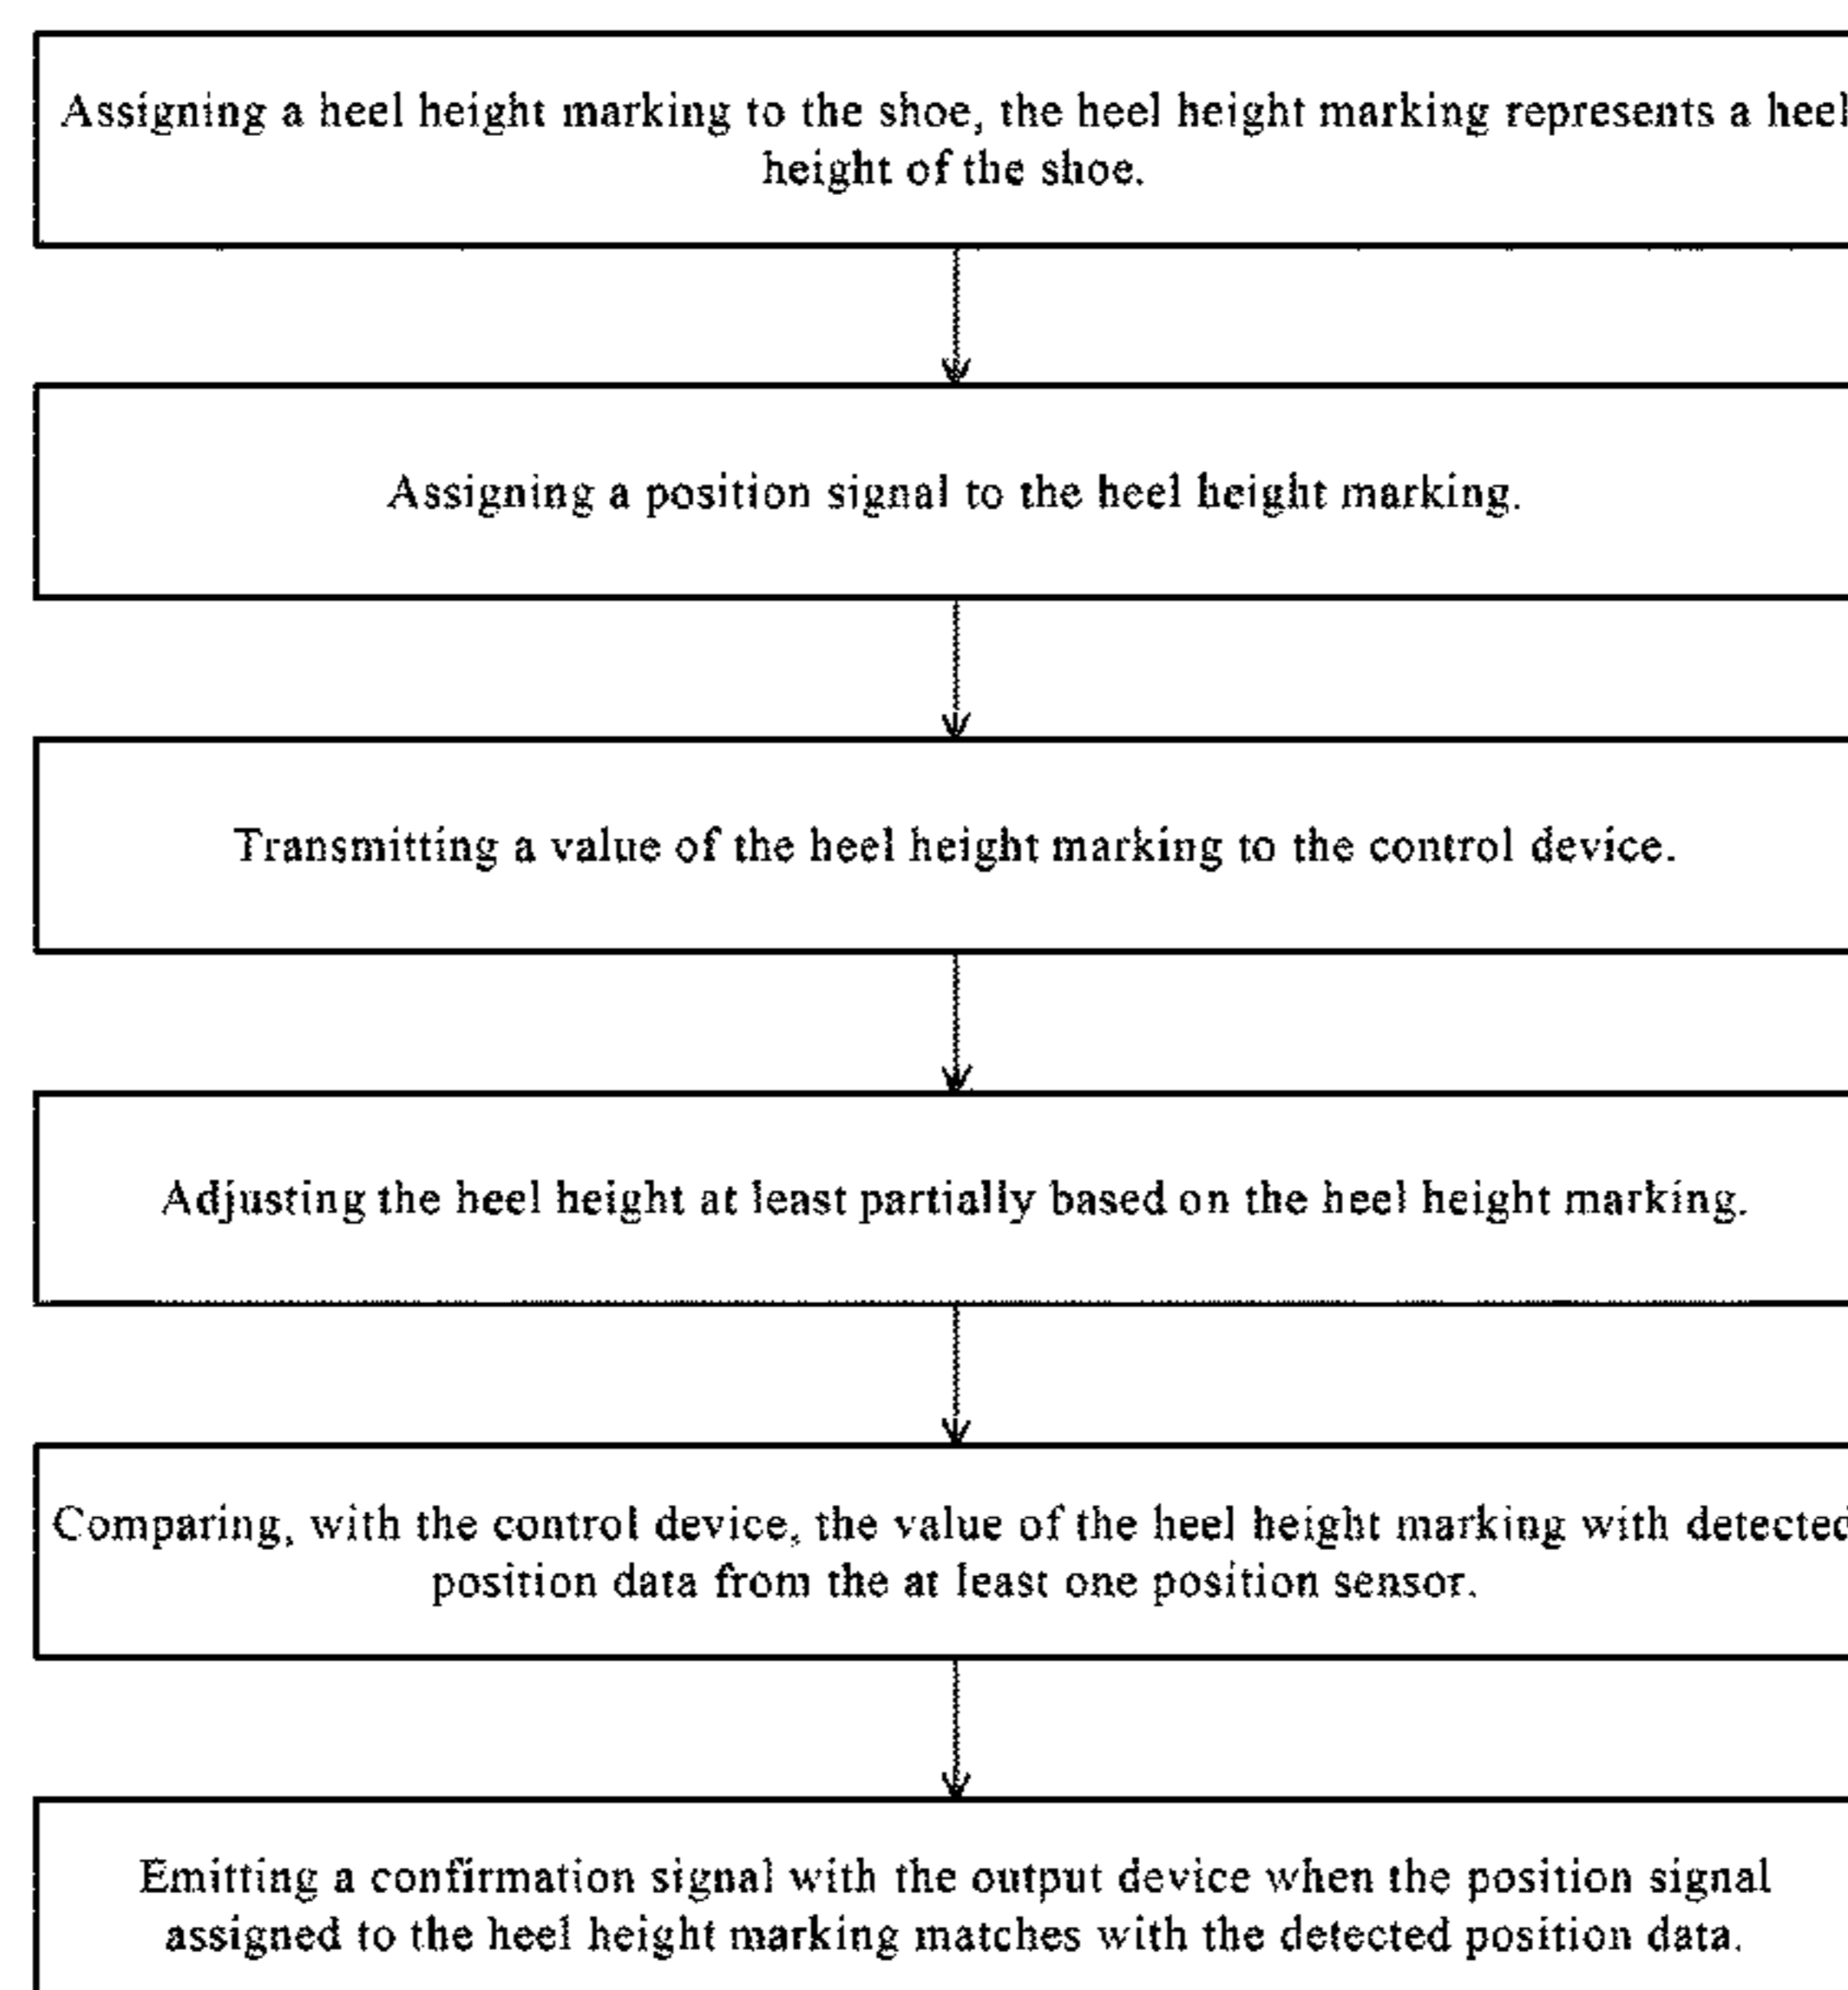 Assigning a heel height marking to the shoe, the heel height marking represents a heel
height of the shoe.
Assigning a position signal to the heel height marking.
Transmitting a value of the heel height marking to the control device.
Adjusting the heel height at least partially based on the heel height marking.
Comparing, with the control device, the value of the heel height marking with detected
position data from the at least one position sensor.
Emitting a confirmation signal with the output device when the position signal
assigned to the heel height marking matches with the detected position data.